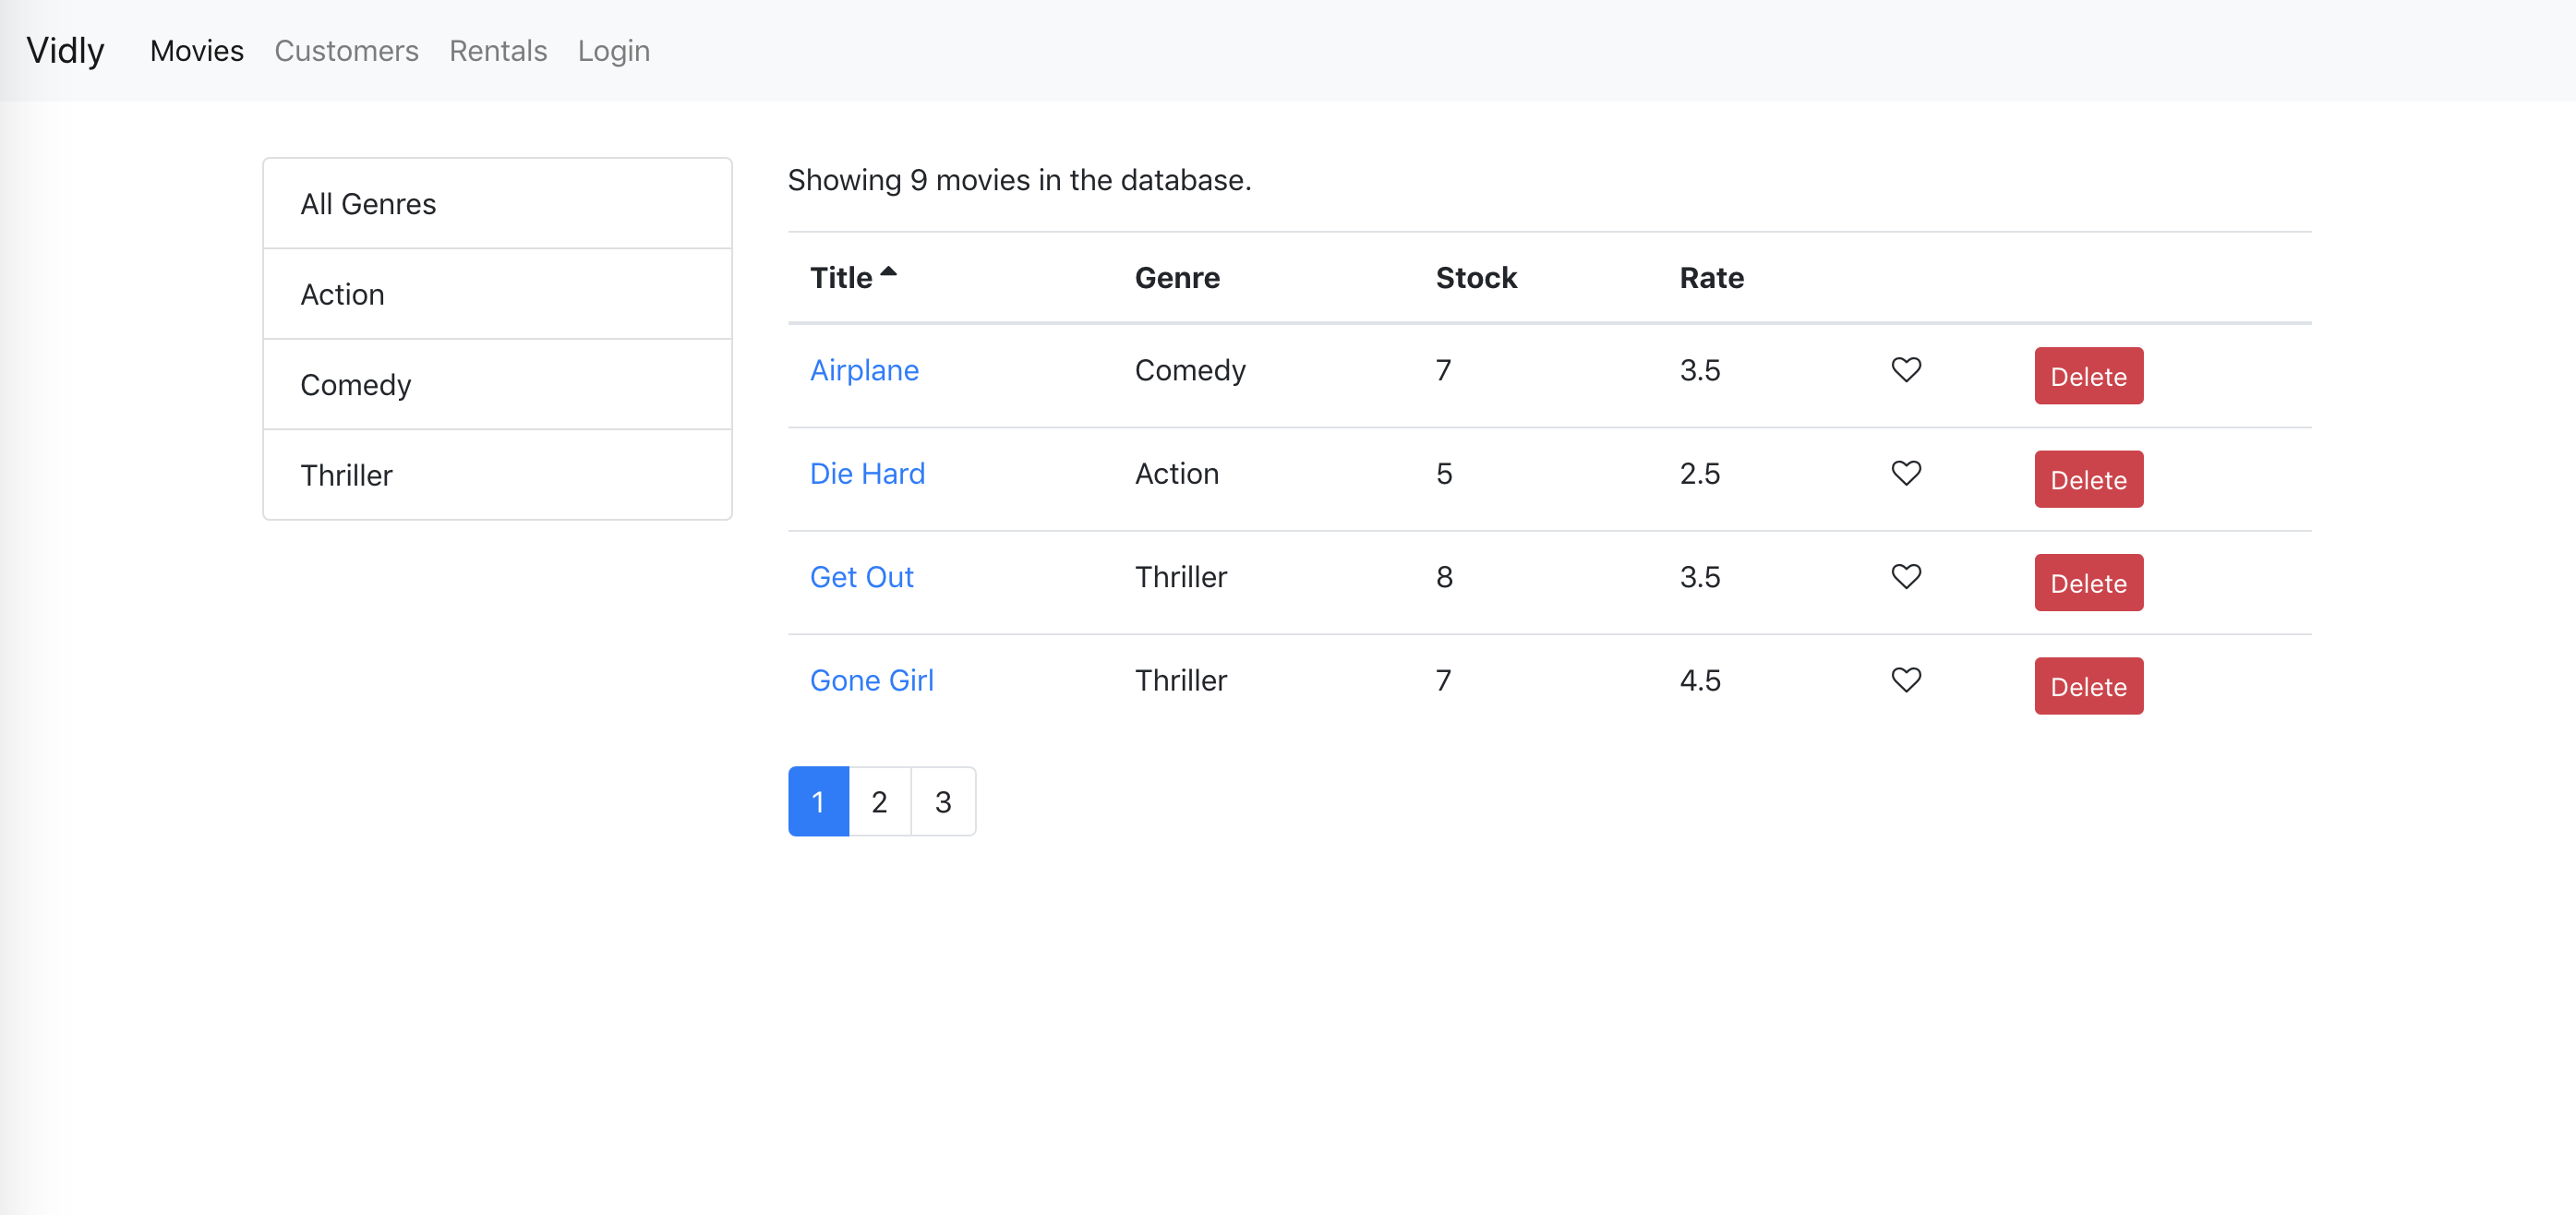 Vidly Movies Customers Rentals Login
All Genres
Action
Comedy
Thriller
Showing 9 movies in the database.
Title Genre Stock Rate
Airplane Comedy 7 3.5 Delete
Die Hard Action 5 2.5 Delete
Get Out Thriller 8 3.5 Delete
Gone Girl Thriller 7 4.5 Delete
1 2 3